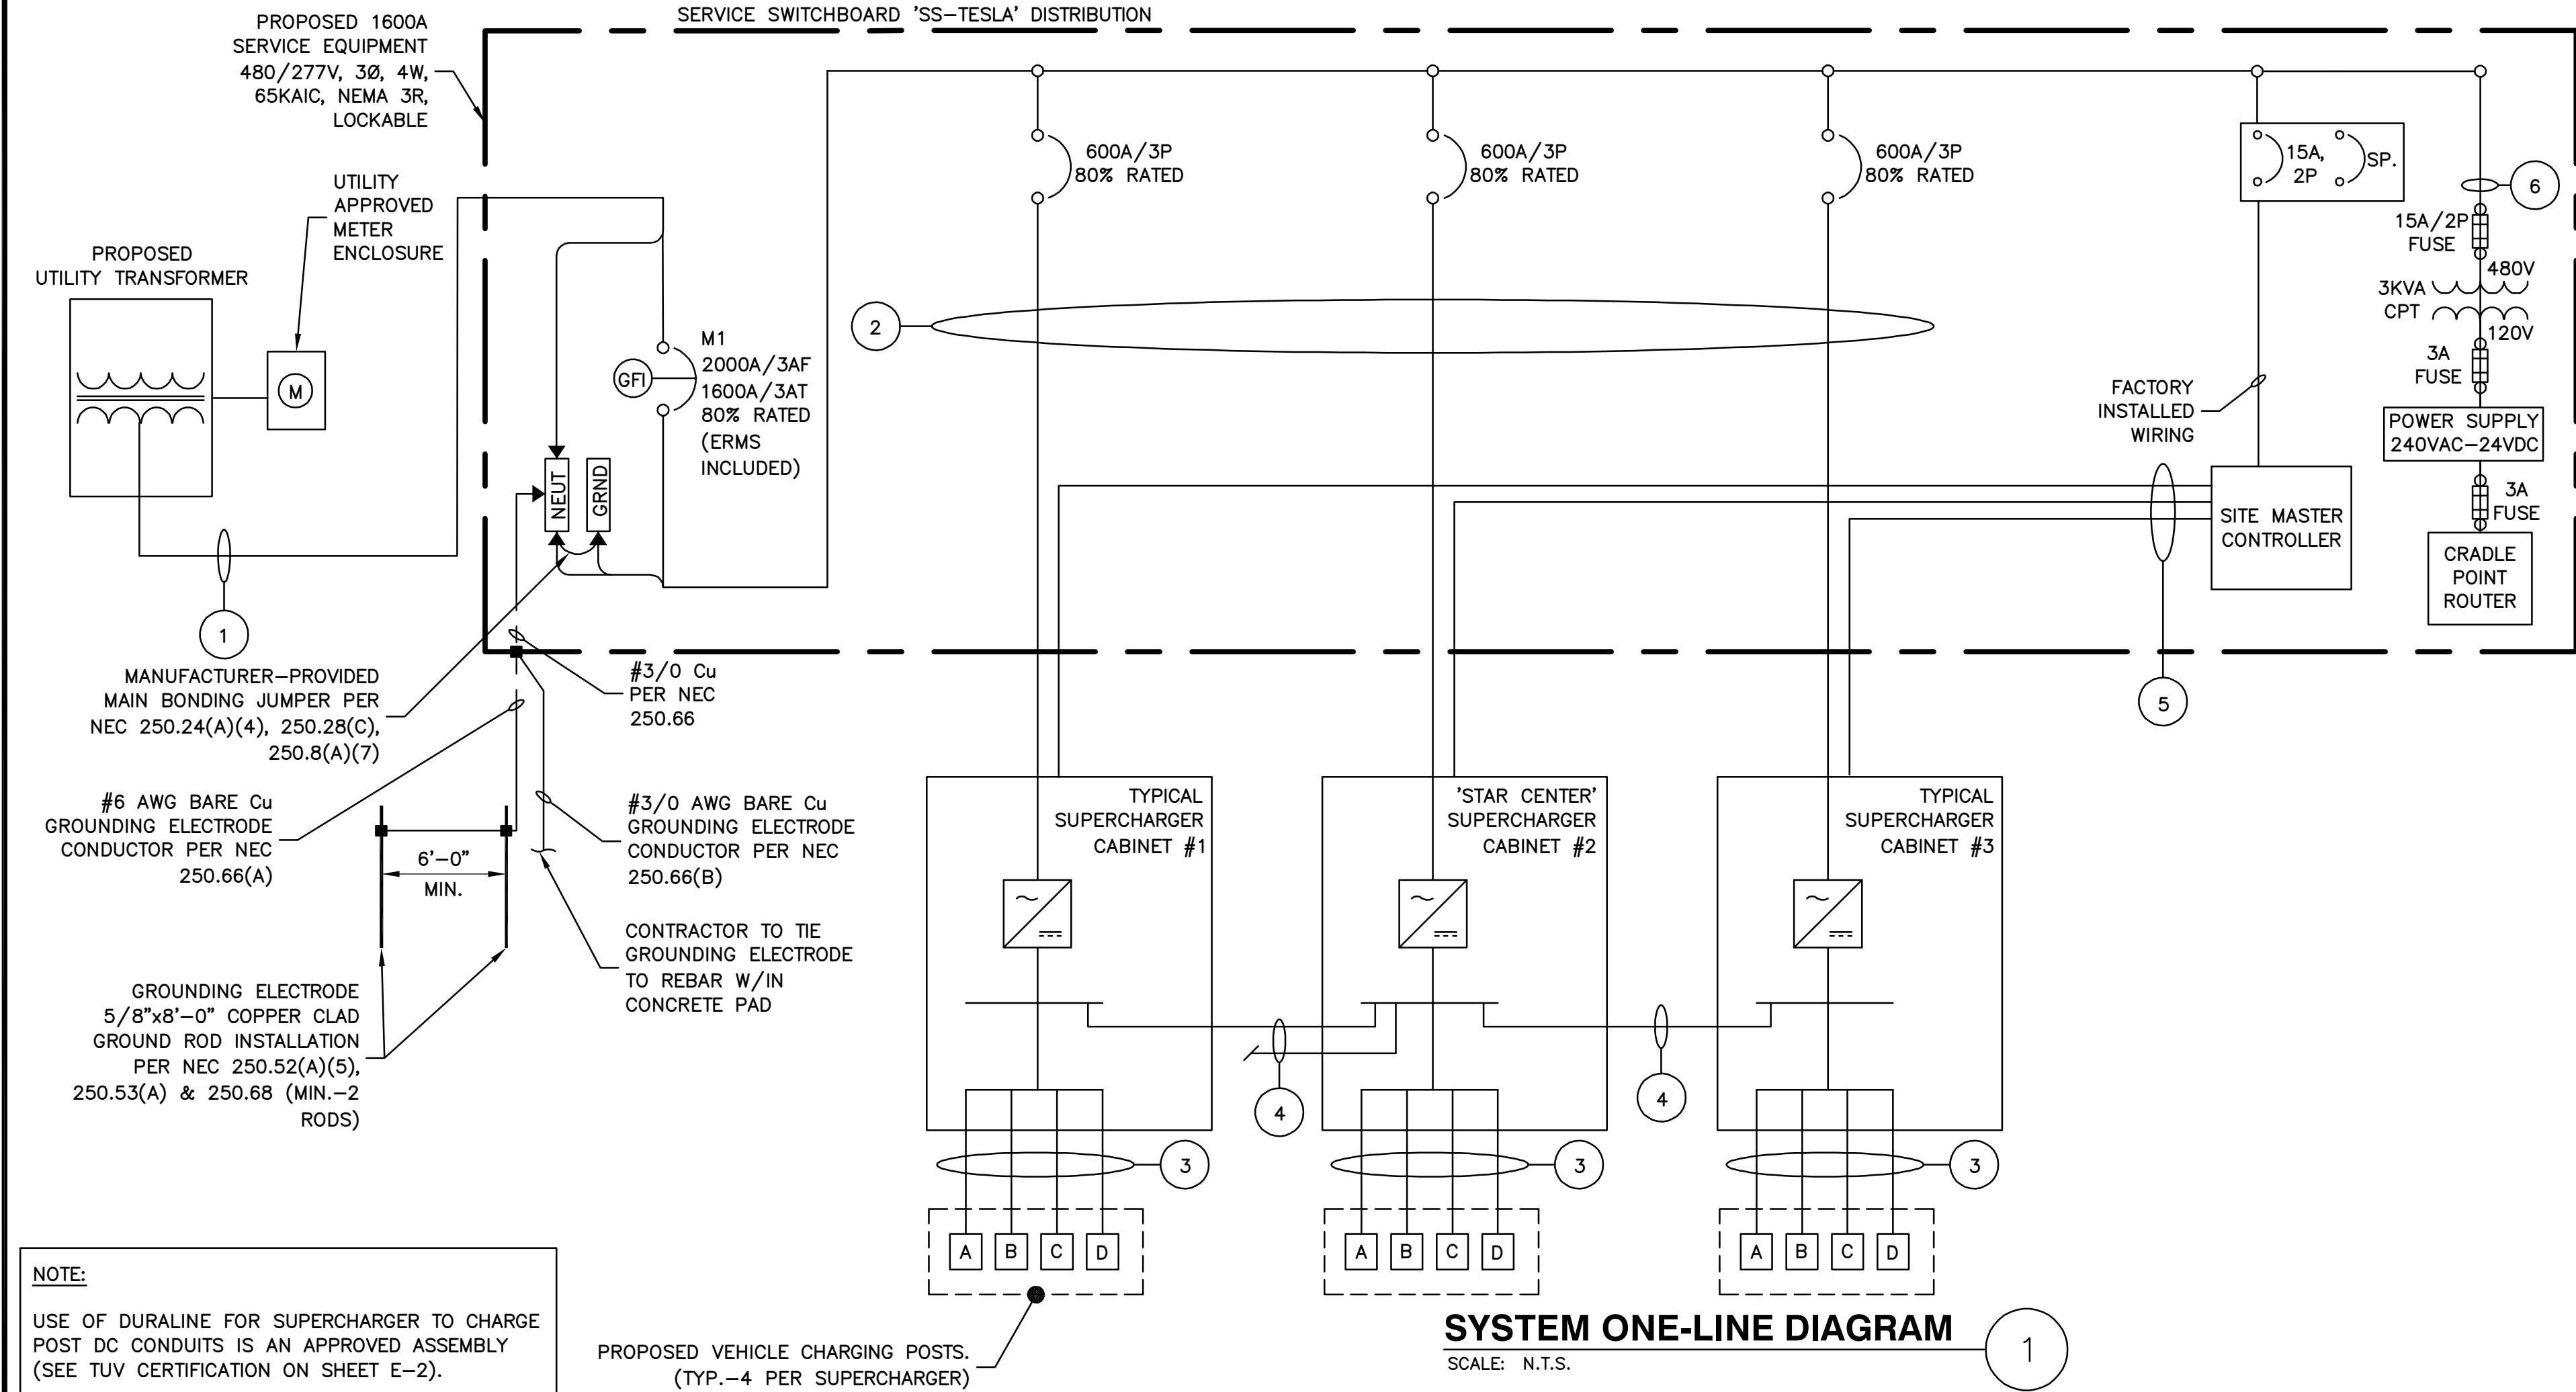 SERVICE SWITCHBOARD 'SS-TESLA' DISTRIBUTION
PROPOSED 1600A
SERVICE EQUIPMENT
480/277V, 3Ø, 4W,
65KAIC, NEMA 3R,
LOCKABLE
UTILITY
APPROVED
METER
ENCLOSURE
PROPOSED
UTILITY TRANSFORMER
M
1
GFI
M1
2000A/3AF
1600A/3AT
80% RATED
(ERMS
INCLUDED)
NEUT
GRND
600A/3P
80% RATED
600A/3P
80% RATED
600A/3P
80% RATED
2
15A,
2P
SP.
6
15A/2P
FUSE
480V
3KVA
CPT
120V
3A
FUSE
POWER SUPPLY
240VAC-24VDC
3A
FUSE
CRADLE
POINT
ROUTER
FACTORY
INSTALLED
WIRING
SITE MASTER
CONTROLLER
5
MANUFACTURER-PROVIDED
MAIN BONDING JUMPER PER
NEC 250.24(A)(4), 250.28(C),
250.8(A)(7)
#3/0 Cu
PER NEC
250.66
#6 AWG BARE Cu
GROUNDING ELECTRODE
CONDUCTOR PER NEC
250.66(A)
6'-0"
MIN.
#3/0 AWG BARE Cu
GROUNDING ELECTRODE
CONDUCTOR PER NEC
250.66(B)
CONTRACTOR TO TIE
GROUNDING ELECTRODE
TO REBAR W/IN
CONCRETE PAD
GROUNDING ELECTRODE
5/8"x8'-0" COPPER CLAD
GROUND ROD INSTALLATION
PER NEC 250.52(A)(5),
250.53(A) & 250.68 (MIN.-2
RODS)
TYPICAL
SUPERCHARGER
CABINET #1
'STAR CENTER'
SUPERCHARGER
CABINET #2
TYPICAL
SUPERCHARGER
CABINET #3
4
4
3
3
3
A B C D
A B C D
A B C D
NOTE:
USE OF DURALINE FOR SUPERCHARGER TO CHARGE
POST DC CONDUITS IS AN APPROVED ASSEMBLY
(SEE TUV CERTIFICATION ON SHEET E-2).
PROPOSED VEHICLE CHARGING POSTS.
(TYP.-4 PER SUPERCHARGER)
SYSTEM ONE-LINE DIAGRAM
SCALE: N.T.S.
1